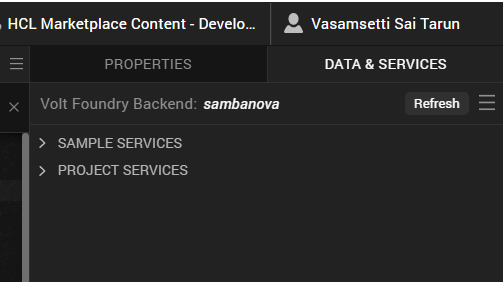 HCL Marketplace Content - Develo...
Vasamsetti Sai Tarun
PROPERTIES
DATA & SERVICES
Volt Foundry Backend: sambanova
Refresh
SAMPLE SERVICES
PROJECT SERVICES